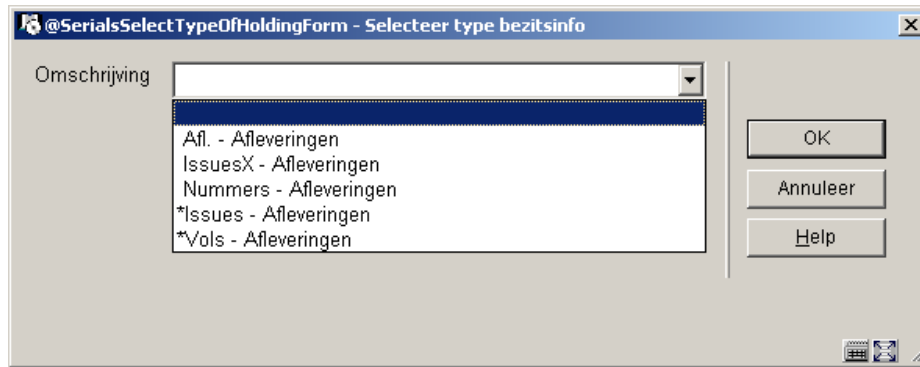 @SerialsSelectTypeOfHoldingForm - Selecteer type bezitsinfo
Omschrijving
Afl. - Afleveringen
IssuesX - Afleveringen
Nummers - Afleveringen
*Issues - Afleveringen
*Vols - Afleveringen
OK
Annuleer
Help